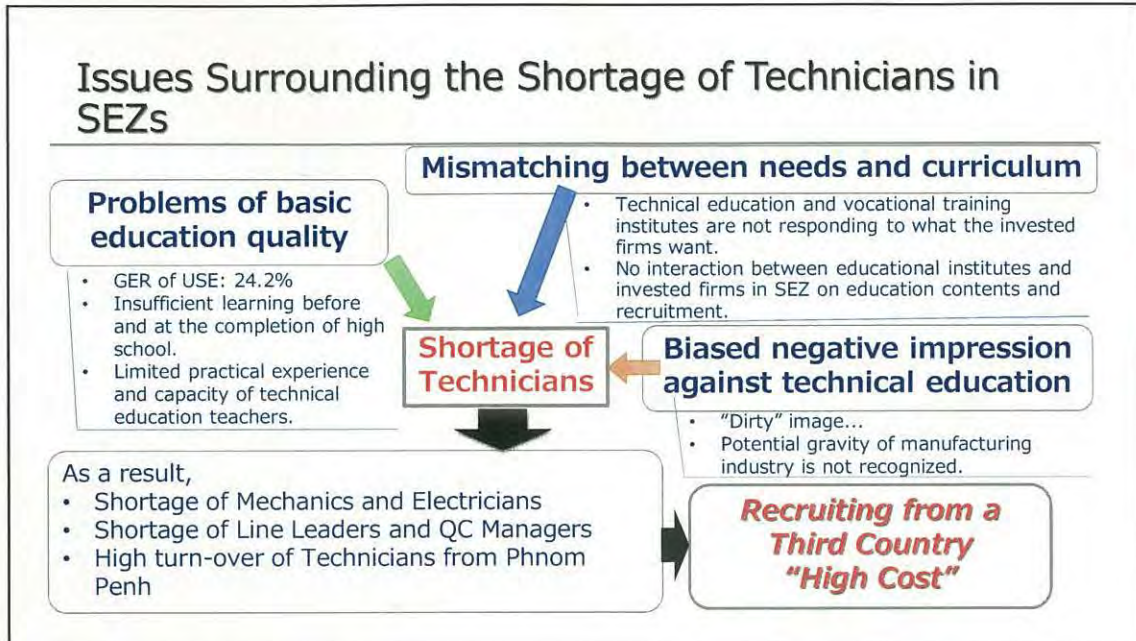 Issues Surrounding the Shortage of Technicians in
SEZs
Mismatching between needs and curriculum
• Technical education and vocational training
institutes are not responding to what the invested
firms want.
• No interaction between educational institutes and
invested firms in SEZ on education contents and
recruitment.
Problems of basic
education quality
• GER of USE: 24.2%
• Insufficient learning before
and at the completion of high
school.
• Limited practical experience
and capacity of technical
education teachers.
Shortage of
Technicians
Biased negative impression
against technical education
• “Dirty” image...
• Potential gravity of manufacturing
industry is not recognized.
As a result,
• Shortage of Mechanics and Electricians
• Shortage of Line Leaders and QC Managers
• High turn-over of Technicians from Phnom
Penh
Recruiting from a
Third Country
“High Cost”